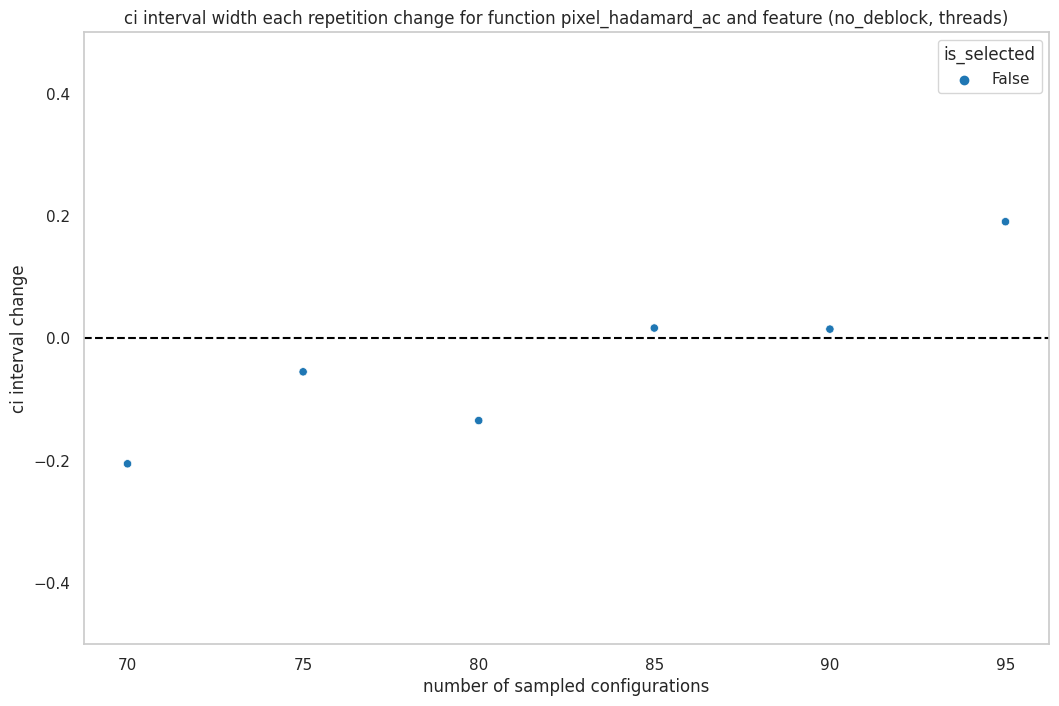 ci interval width each repetition change for function pixel_hadamard_ac and feature (no_deblock, threads)
is_selected
False
0.4
0.2
0.0
−0.2
−0.4
ci interval change
70 75 80 85 90 95
number of sampled configurations